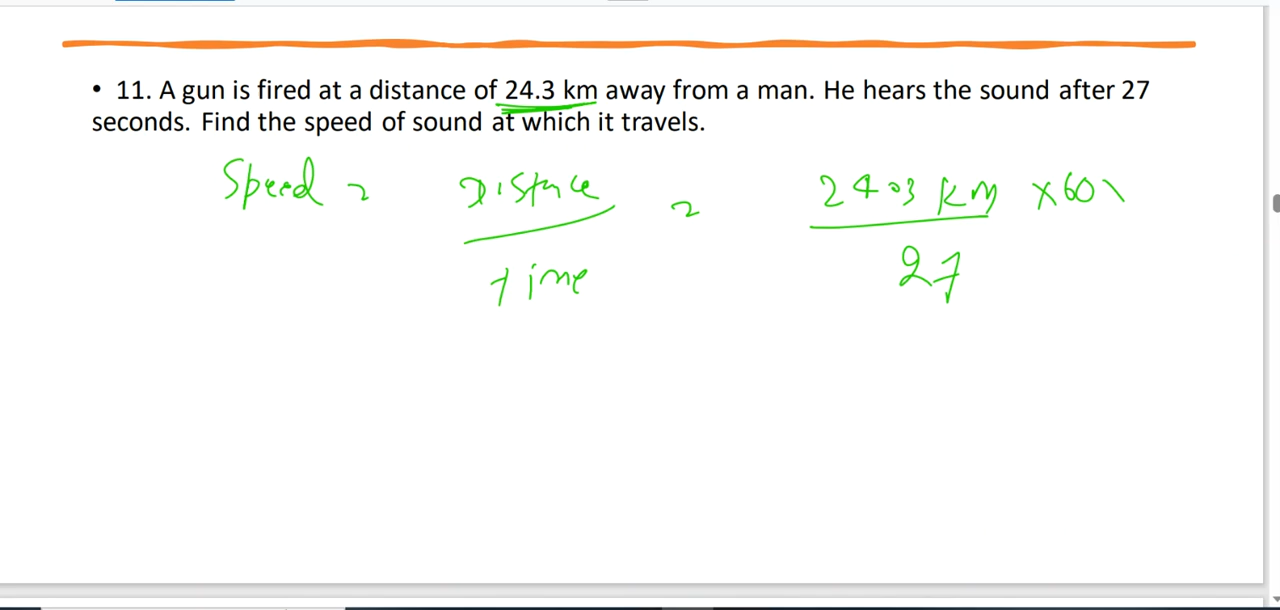 • 11. A gun is fired at a distance of 24.3 km away from a man. He hears the sound after 27
seconds. Find the speed of sound at which it travels.
Speed = Distance = 24.3 km ×60
Time 27